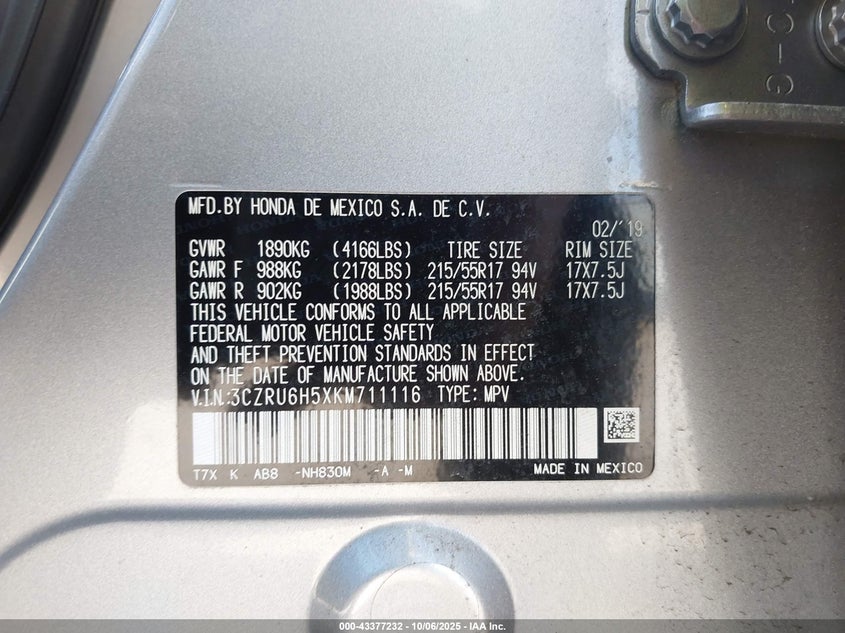 TC-G
MFD.BY HONDA DE MEXICO S.A. DE C.V.
02/'19
GVWR 1890KG (4166LBS) TIRE SIZE RIM SIZE
GAWR F 988KG (2178LBS) 215/55R17 94V 17X7.5J
GAWR R 902KG (1988LBS) 215/55R17 94V 17X7.5J
THIS VEHICLE CONFORMS TO ALL APPLICABLE
FEDERAL MOTOR VEHICLE SAFETY
AND THEFT PREVENTION STANDARDS IN EFFECT
ON THE DATE OF MANUFACTURE SHOWN ABOVE.
V.I.N.:3CZRU6H5XKM711116 TYPE: MPV
T7X K AB8 -NH830M -A -M
MADE IN MEXICO
000-43377232 - 10/06/2025 - IAA Inc.